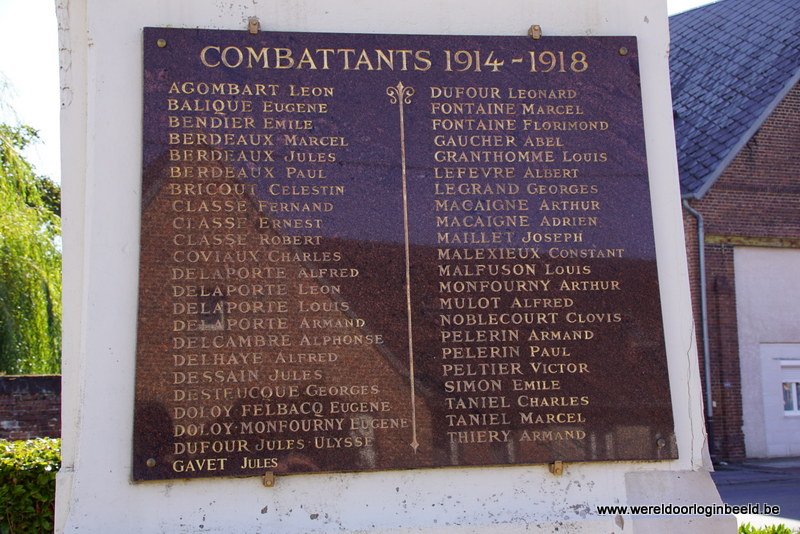 COMBATTANTS 1914-1918
AGOMBART LEON
BALIQUE EUGENE
BENDIER EMILE
BERDEAUX MARCEL
BERDEAUX JULES
BERDEAUX PAUL
BRICOUT CELESTIN
CLASSE FERNAND
CLASSE ERNEST
CLASSE ROBERT
COVIAUX CHARLES
DELAPORTE ALFRED
DELAPORTE LEON
DELAPORTE LOUIS
DELAPORTE ARMAND
DELCAMBRE ALPHONSE
DELHAYE ALFRED
DESSAIN JULES
DESTEUCQUE GEORGES
DOLOY FELBACQ EUGENE
DOLOY-MONFOURNY EUGENE
DUFOUR JULES ULYSSE
GAVET JULES
DUFOUR LEONARD
FONTAINE MARCEL
FONTAINE FLORIMOND
GAUCHER ABEL
GRANTHOMME LOUIS
LEFEVRE ALBERT
LEGRAND GEORGES
MACAIGNE ARTHUR
MACAIGNE ADRIEN
MAILLET JOSEPH
MALEXIEUX CONSTANT
MALFUSON LOUIS
MONFOURNY ARTHUR
MULOT ALFRED
NOBLECOURT CLOVIS
PELERIN ARMAND
PELERIN PAUL
PELTIER VICTOR
SIMON EMILE
TANIEL CHARLES
TANIEL MARCEL
THIERY ARMAND
www.wereldoorloginbeeld.be